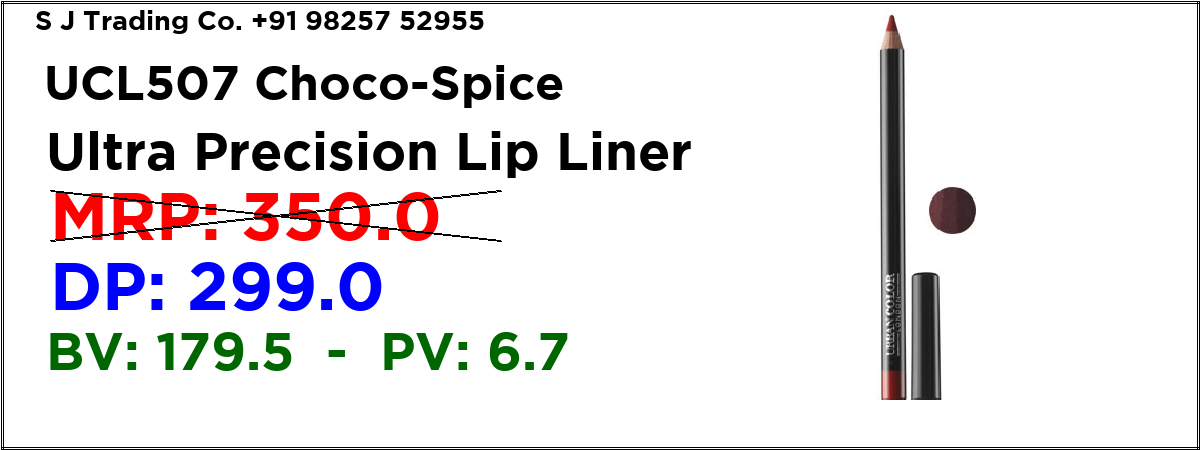 S J Trading Co. +91 98257 52955
UCL507 Choco-Spice
Ultra Precision Lip Liner
MRP: 350.0
DP: 299.0
BV: 179.5 - PV: 6.7
URBAN COLOR
LONDON